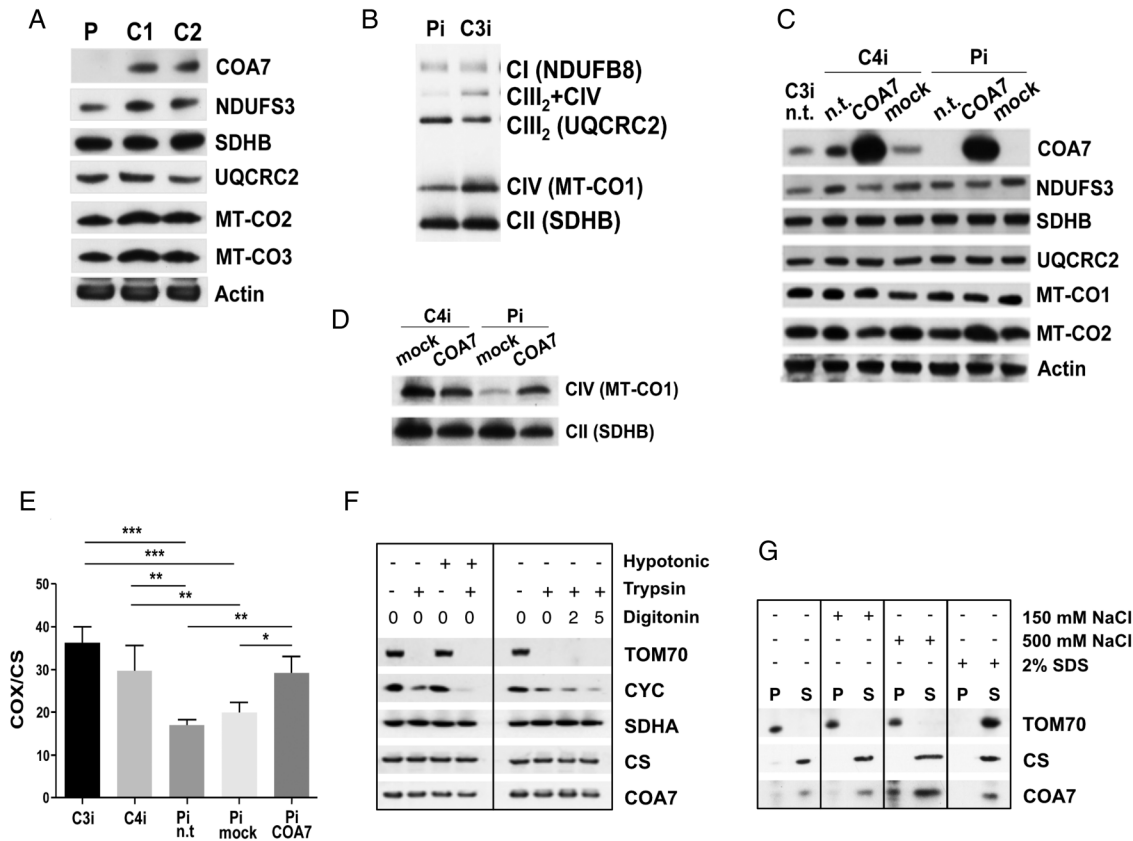 A
P C1 C2
COA7
NDUFS3
SDHB
UQCRC2
MT-CO2
MT-CO3
Actin
B
Pi C3i
CI (NDUFB8)
CIII2+CIV
CIII2 (UQCRC2)
CIV (MT-CO1)
CII (SDHB)
C
C4i Pi
C3i n.t. n.t. COA7 mock n.t. COA7 mock
COA7
NDUFS3
SDHB
UQCRC2
MT-CO1
MT-CO2
Actin
D
C4i Pi
mock COA7 mock COA7
CIV (MT-CO1)
CII (SDHB)
E
***
***
**
**
**
*
COX/CS
50
40
30
20
10
0
C3i C4i Pi n.t Pi mock Pi COA7
F
- - + + - - - - Hypotonic
- + - + - + + + Trypsin
0 0 0 0 0 0 2 5 Digitonin
TOM70
CYC
SDHA
CS
COA7
G
- - + + - - - - 150 mM NaCl
- - - - + + - - 500 mM NaCl
- - - - - - + + 2% SDS
P S P S P S P S
TOM70
CS
COA7